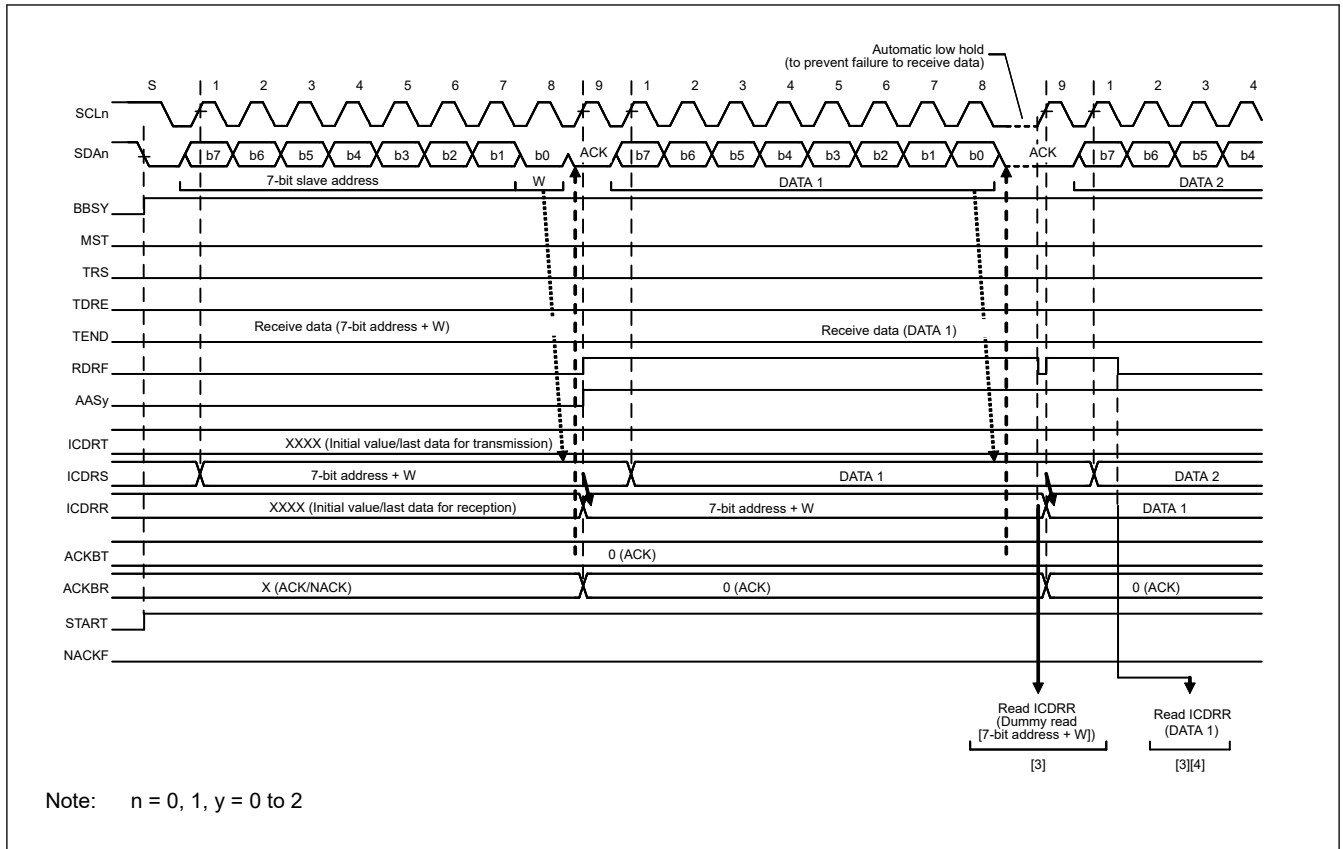 Automatic low hold
(to prevent failure to receive data)
S 1 2 3 4 5 6 7 8 9 1 2 3 4 5 6 7 8 9 1 2 3 4
SCLn
SDAn b7 b6 b5 b4 b3 b2 b1 b0 ACK b7 b6 b5 b4 b3 b2 b1 b0 ACK b7 b6 b5 b4
7-bit slave address W DATA 1 DATA 2
BBSY
MST
TRS
TDRE
Receive data (7-bit address + W) Receive data (DATA 1)
TEND
RDRF
AASy
ICDRT XXXX (Initial value/last data for transmission)
ICDRS 7-bit address + W DATA 1 DATA 2
ICDRR XXXX (Initial value/last data for reception) 7-bit address + W DATA 1
ACKBT 0 (ACK)
ACKBR X (ACK/NACK) 0 (ACK) 0 (ACK)
START
NACKF
Read ICDRR
(Dummy read
[7-bit address + W])
[3]
Read ICDRR
(DATA 1)
[3][4]
Note: n = 0, 1, y = 0 to 2